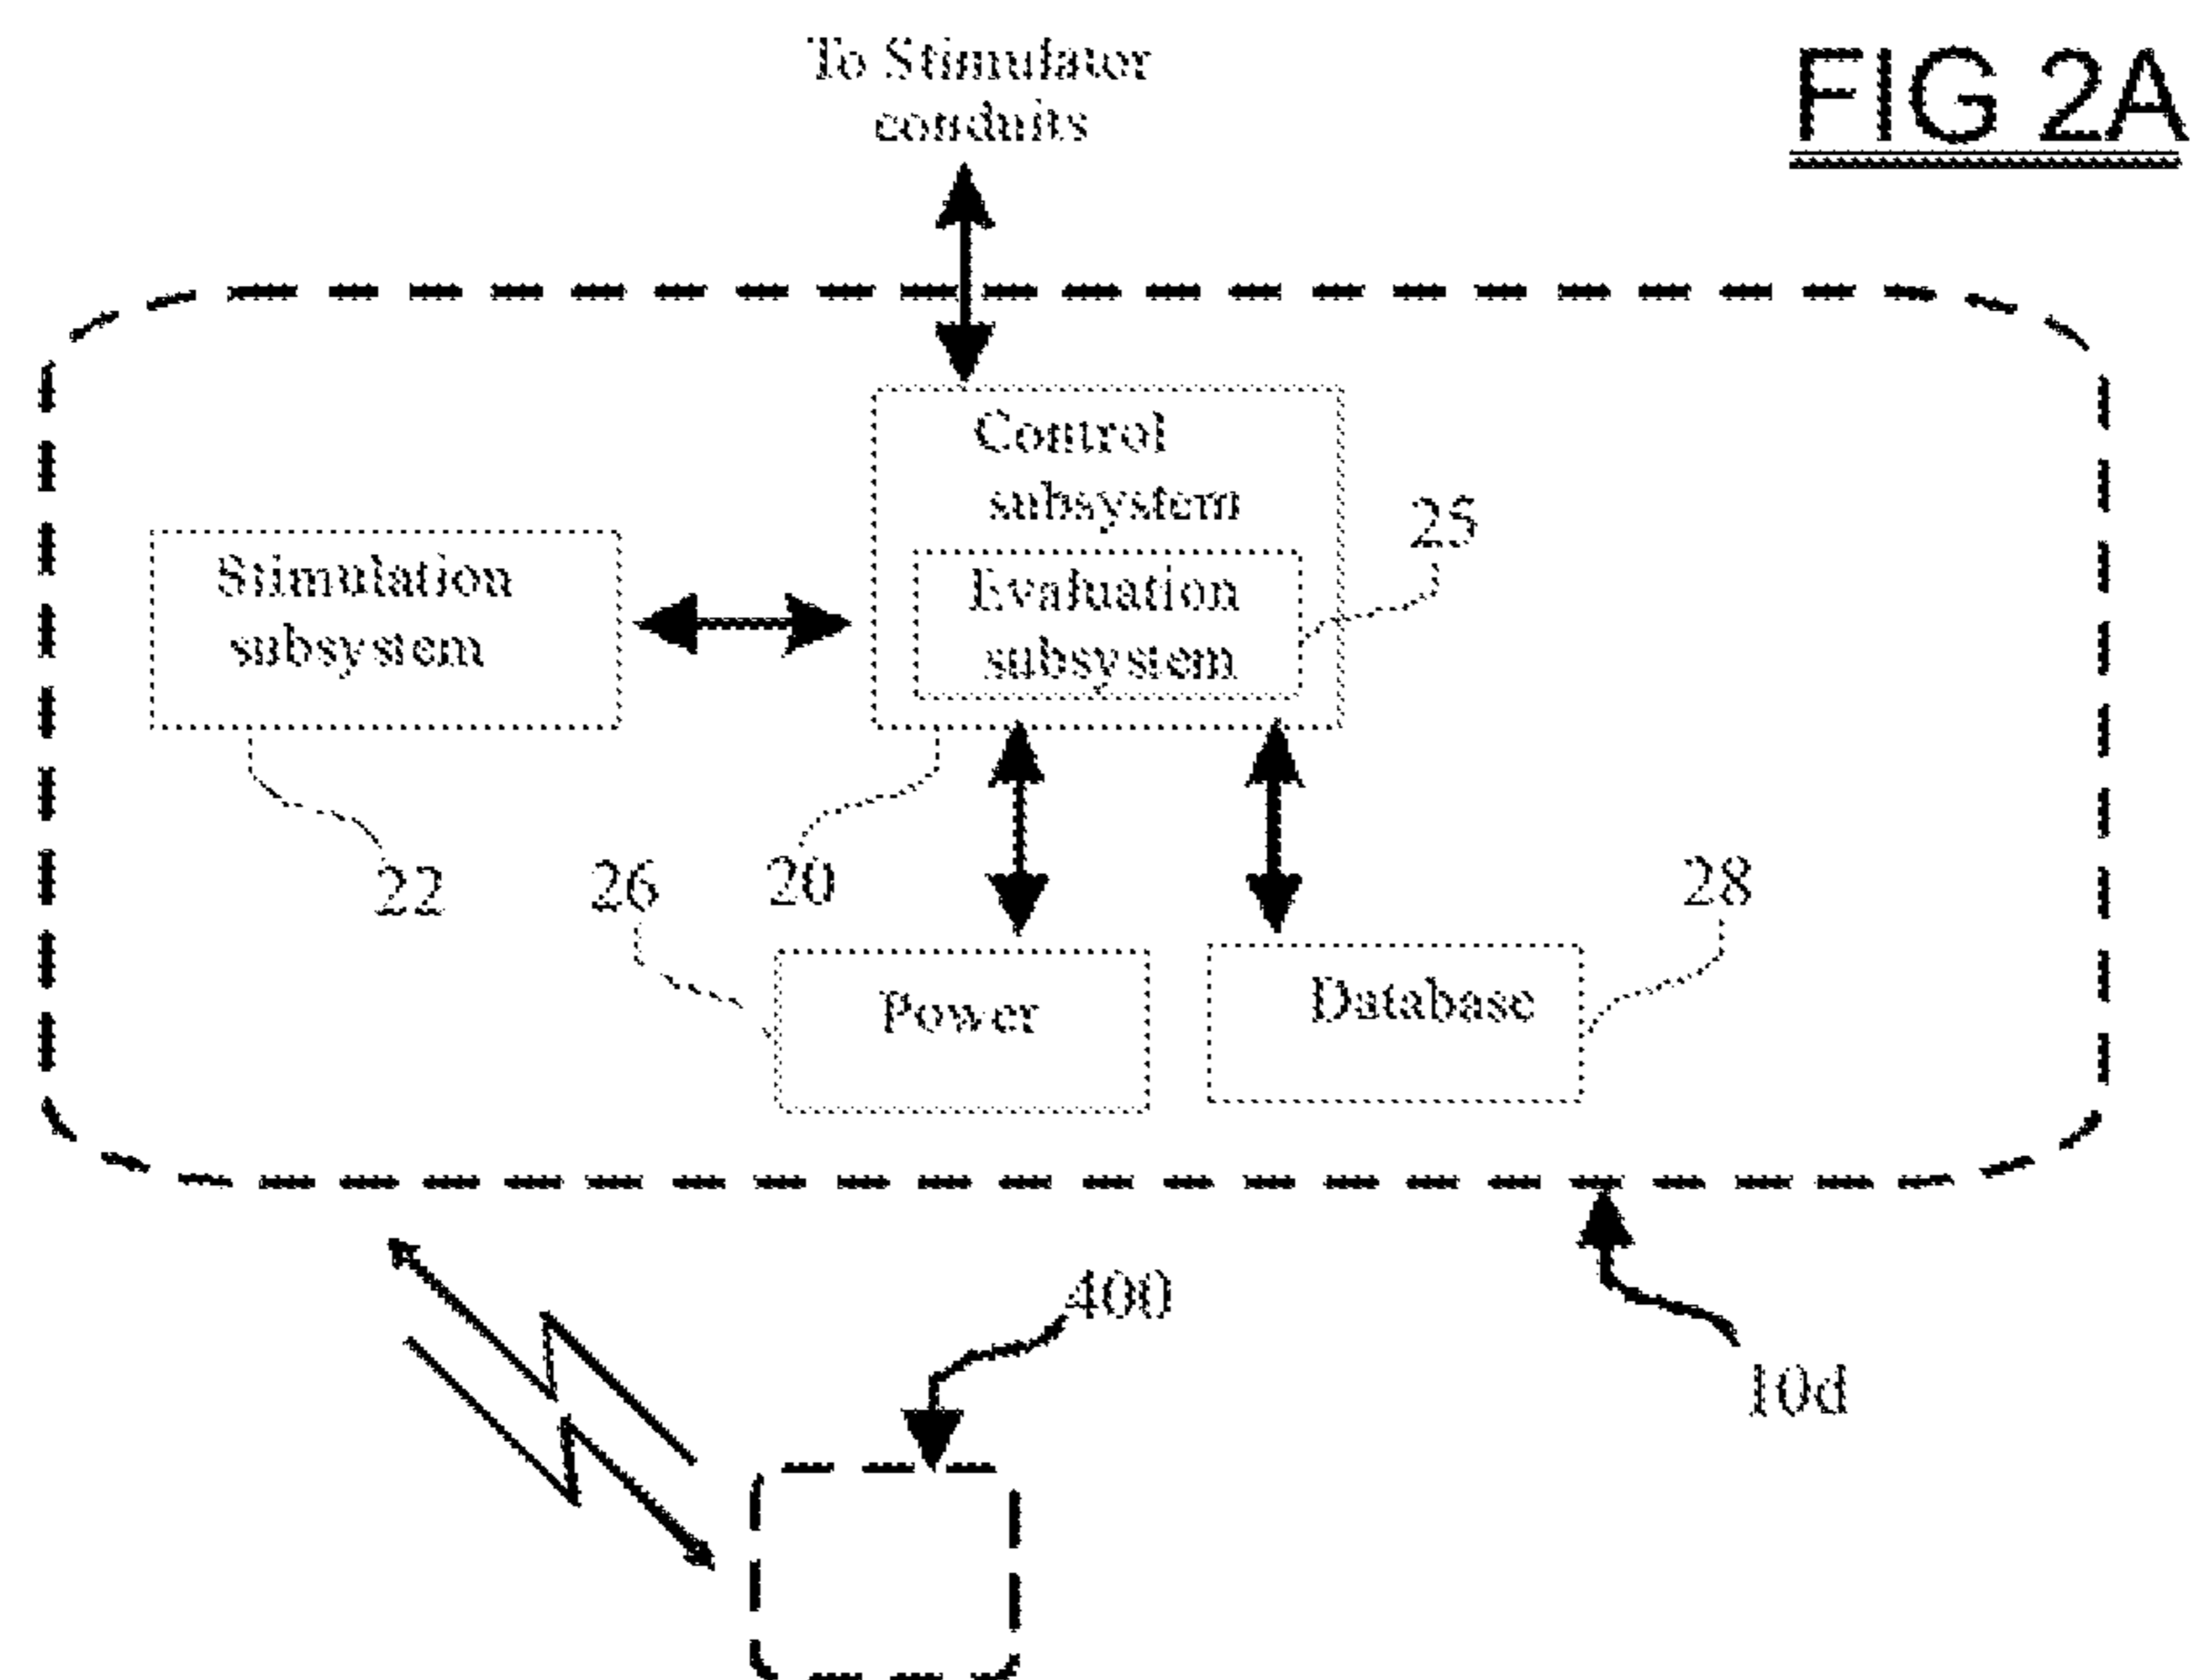 To Stimulator
conduits
FIG 2A
Control
subsystem
25
Stimulation
subsystem
Evaluation
subsystem
22
26
20
28
Power
Database
400
10d